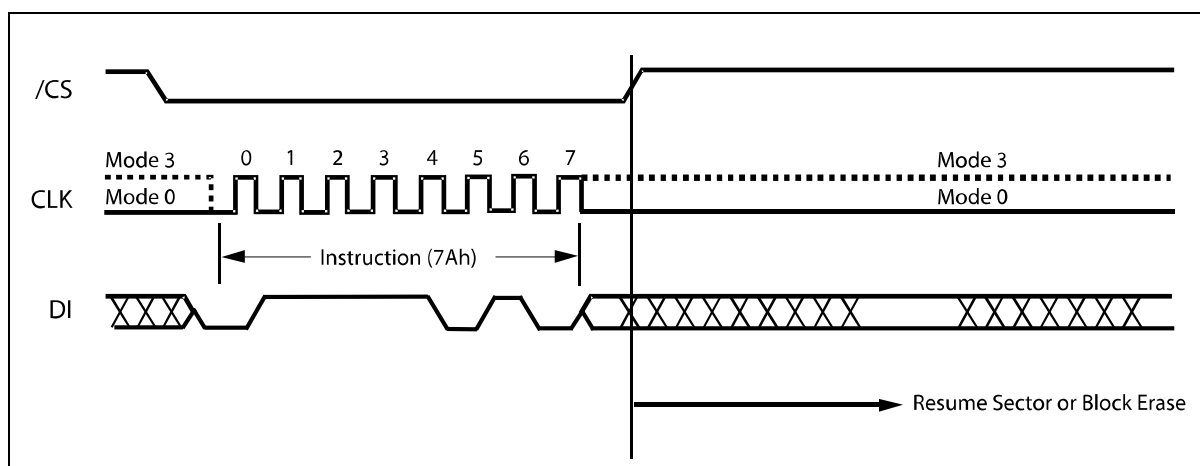 /CS
Mode 3
0 1 2 3 4 5 6 7
Mode 3
CLK
Mode 0
Mode 0
Instruction (7Ah)
DI
Resume Sector or Block Erase